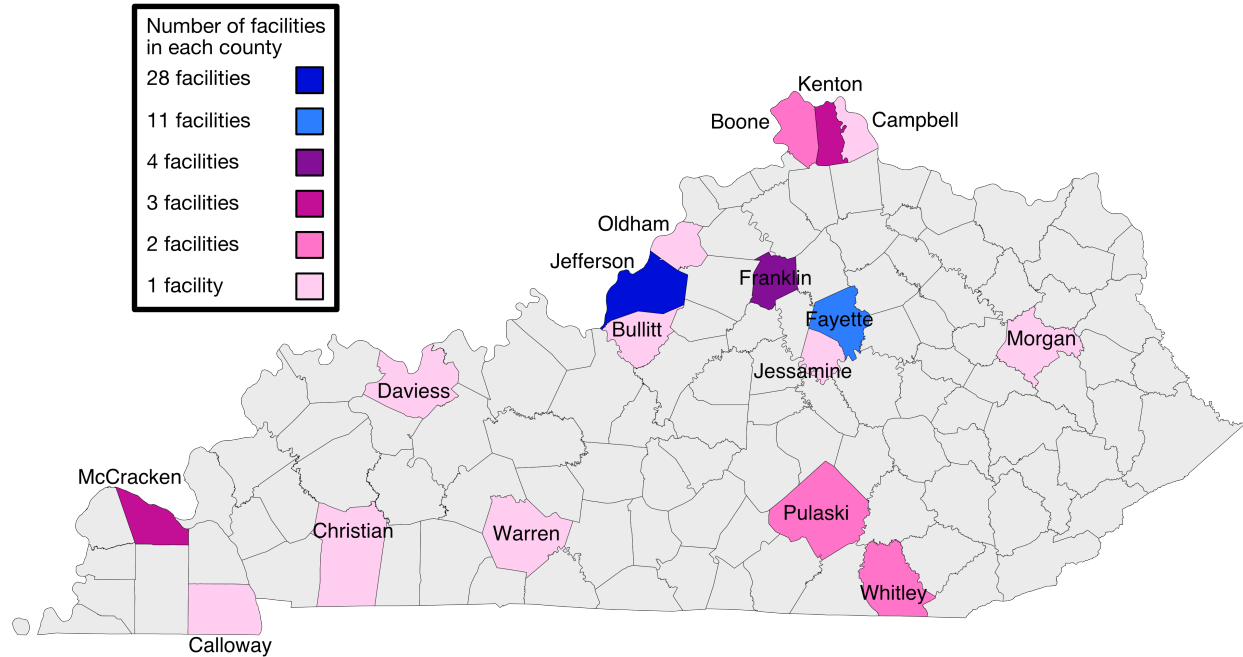 Number of facilities
in each county
28 facilities
11 facilities
4 facilities
3 facilities
2 facilities
1 facility
Kenton
Boone
Campbell
Oldham
Jefferson
Franklin
Fayette
Bullitt
Morgan
Jessamine
Daviess
McCracken
Pulaski
Christian
Warren
Whitley
Calloway